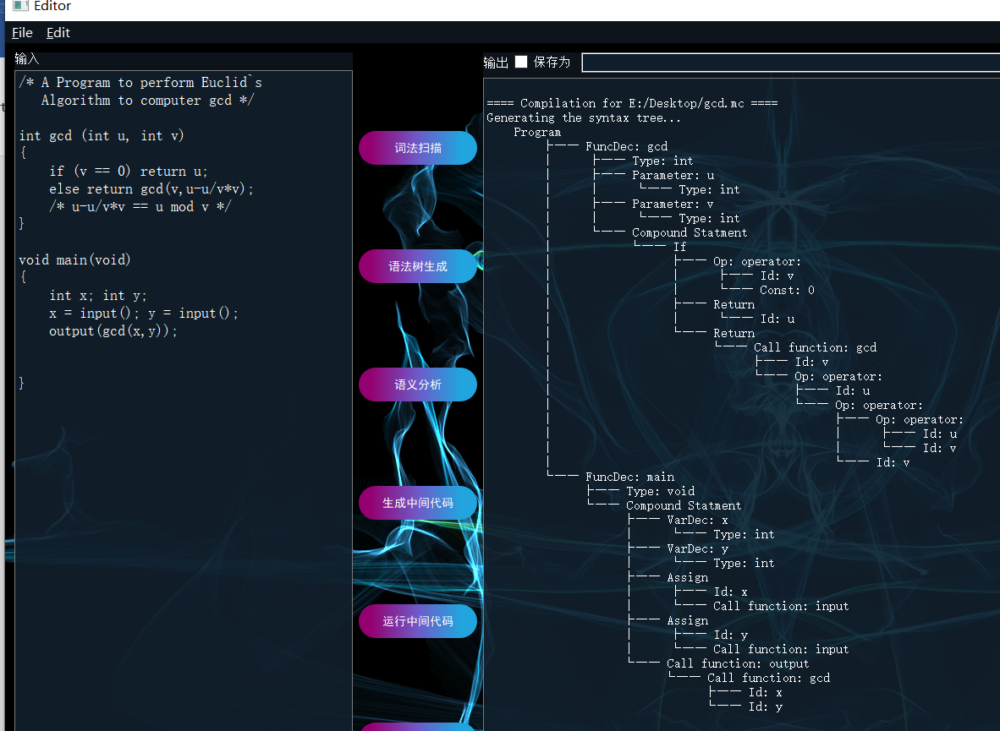 Editor
File Edit
输入
/* A Program to perform Euclid`s
Algorithm to computer gcd */
int gcd (int u, int v)
{
if (v == 0) return u;
else return gcd(v,u-u/v*v);
/* u-u/v*v == u mod v */
}
void main(void)
{
int x; int y;
x = input(); y = input();
output(gcd(x,y));
}
词法扫描
语法树生成
语义分析
生成中间代码
运行中间代码
输出 保存为
==== Compilation for E:/Desktop/gcd.mc ====
Generating the syntax tree...
Program
├── FuncDec: gcd
│ ├── Type: int
│ ├── Parameter: u
│ │ └── Type: int
│ ├── Parameter: v
│ │ └── Type: int
│ └── Compound Statment
│ └── If
│ ├── Op: operator:
│ │ ├── Id: v
│ │ └── Const: 0
│ ├── Return
│ │ └── Id: u
│ └── Return
│ └── Call function: gcd
│ ├── Id: v
│ └── Op: operator:
│ ├── Id: u
│ └── Op: operator:
│ ├── Op: operator:
│ │ ├── Id: u
│ │ └── Id: v
│ └── Id: v
└── FuncDec: main
├── Type: void
└── Compound Statment
├── VarDec: x
│ └── Type: int
├── VarDec: y
│ └── Type: int
├── Assign
│ ├── Id: x
│ └── Call function: input
├── Assign
│ ├── Id: y
│ └── Call function: input
└── Call function: output
└── Call function: gcd
├── Id: x
└── Id: y